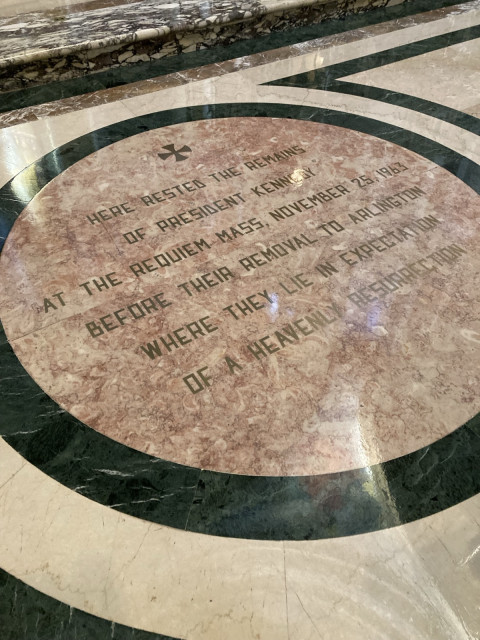 HERE RESTED THE REMAINS
OF PRESIDENT KENNEDY
AT THE REQUIEM MASS, NOVEMBER 25, 1963,
BEFORE THEIR REMOVAL TO ARLINGTON
WHERE THEY LIE IN EXPECTATION
OF A HEAVENLY RESURRECTION